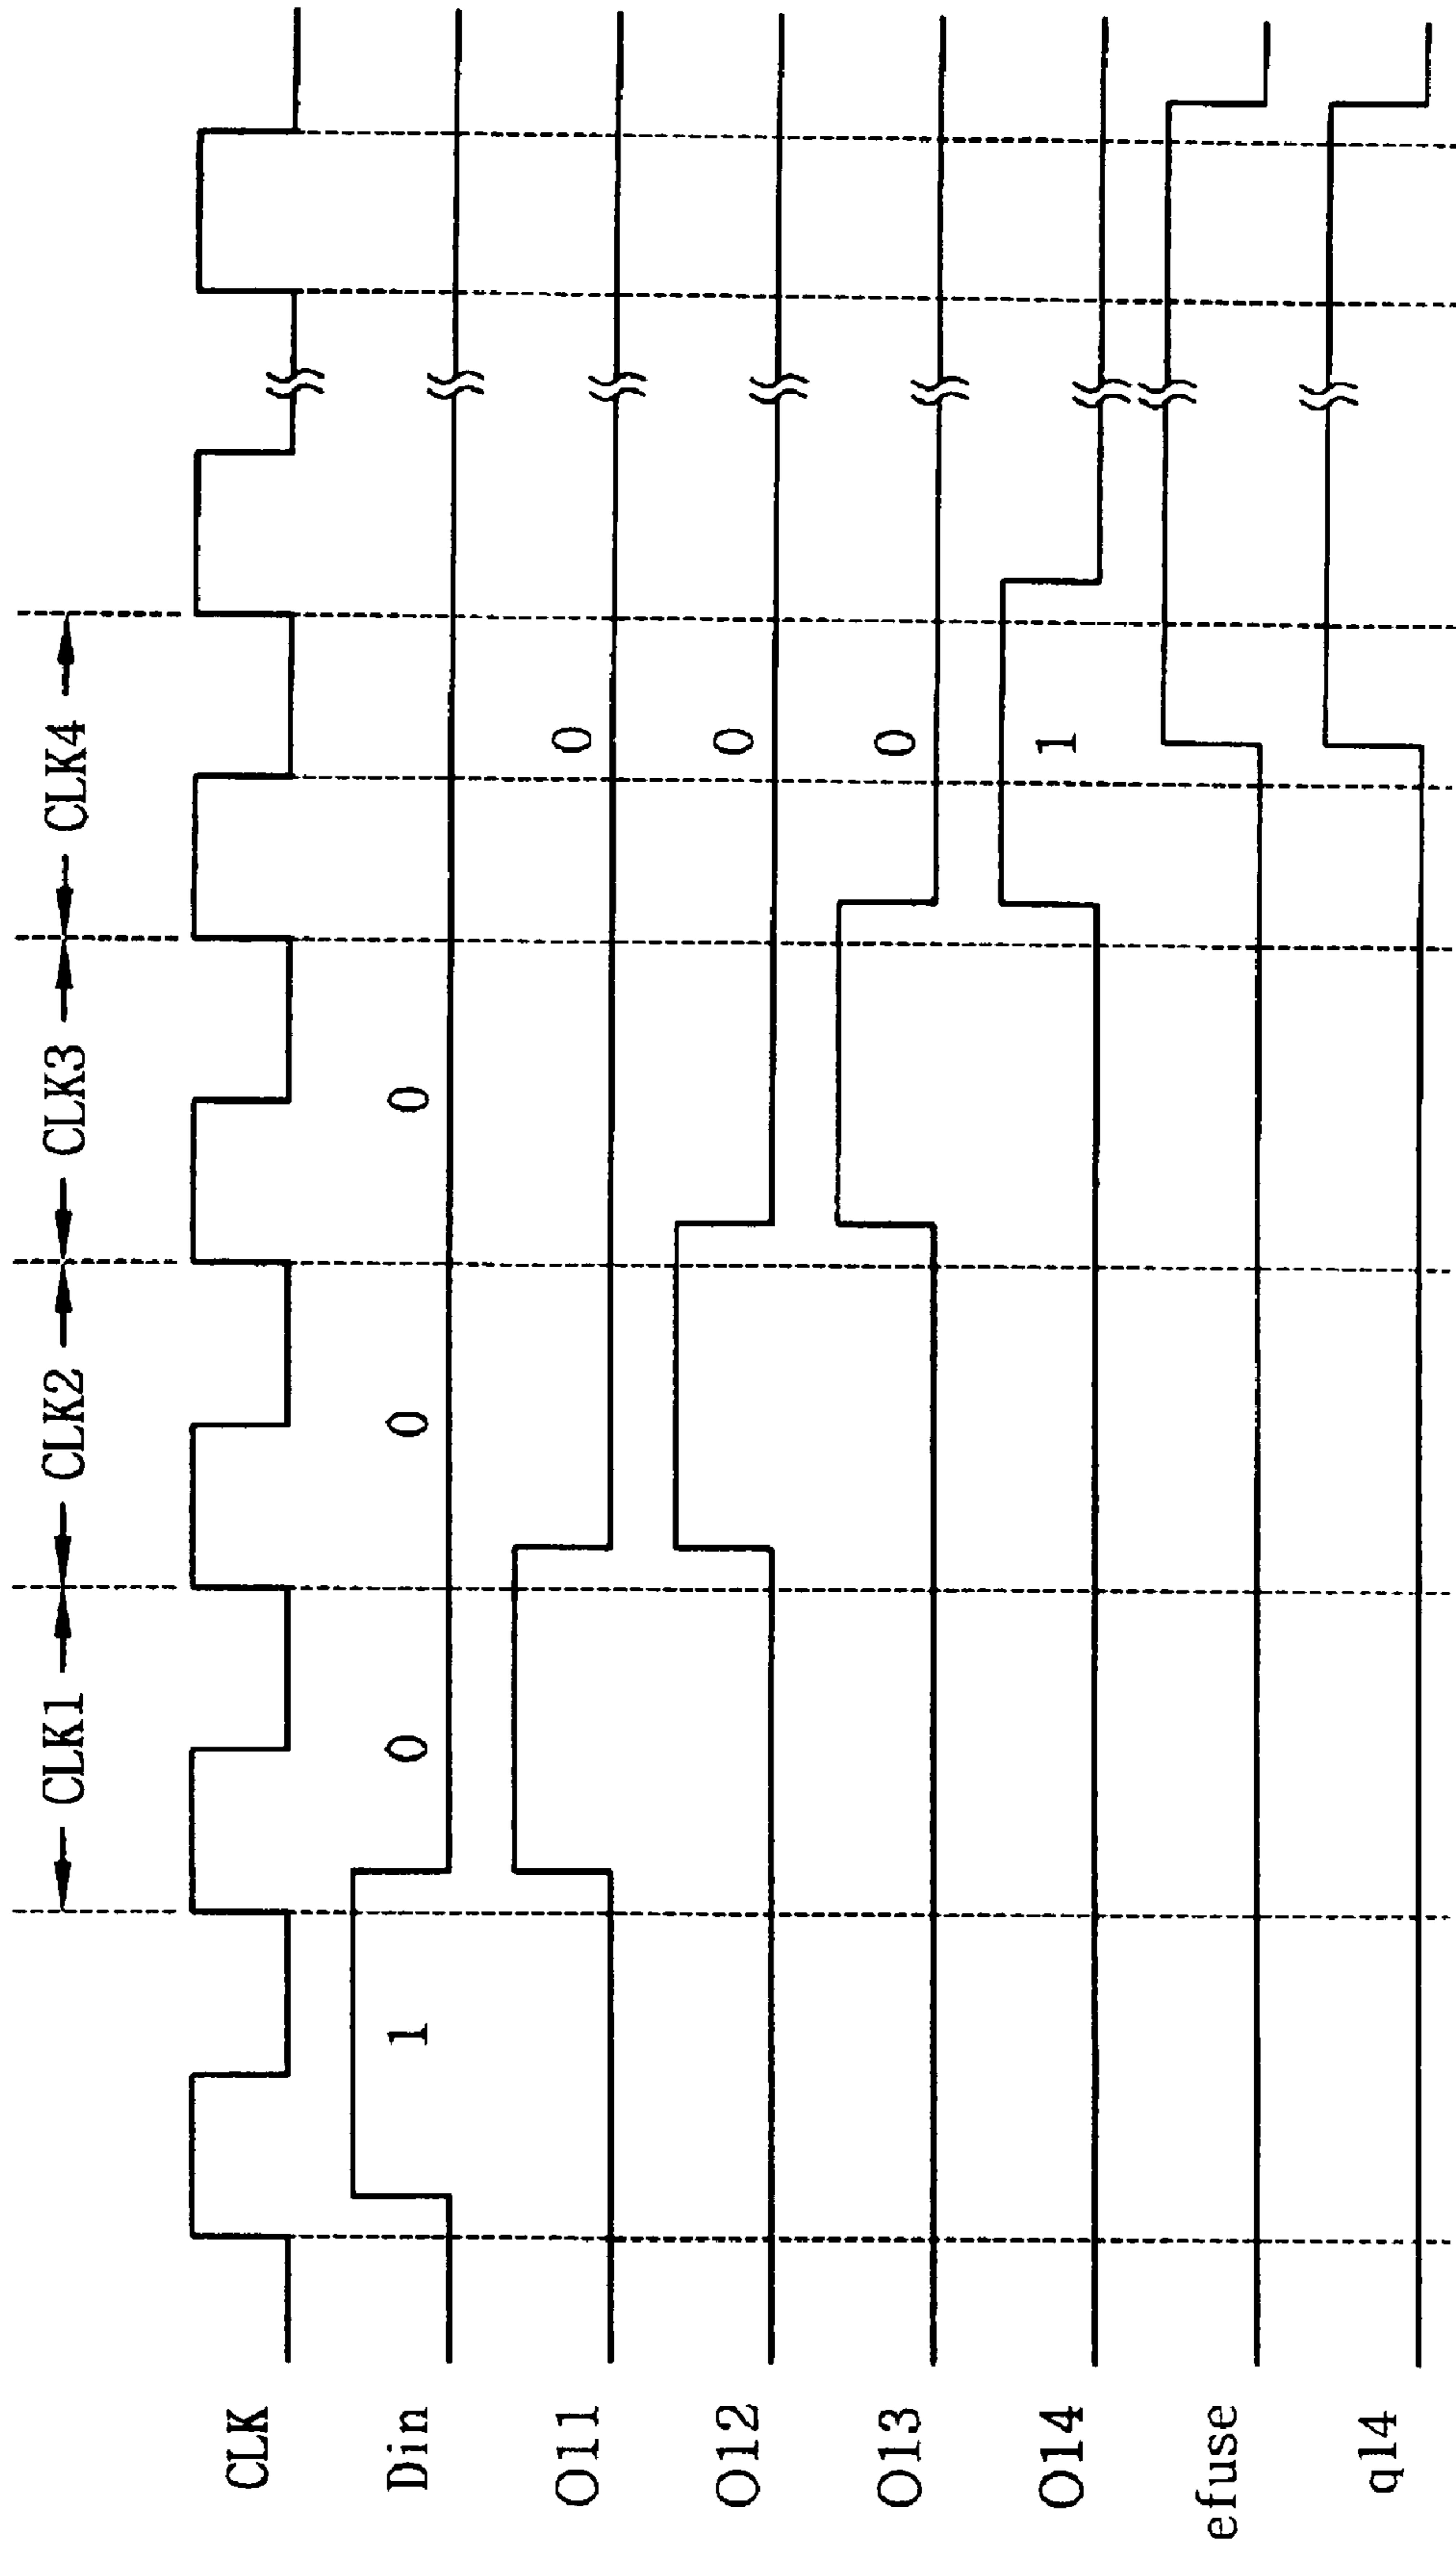 CLK1 CLK2 CLK3 CLK4
CLK
Din 1 0 0 0
O11 0
O12 0
O13 0
O14 1
efuse
q14